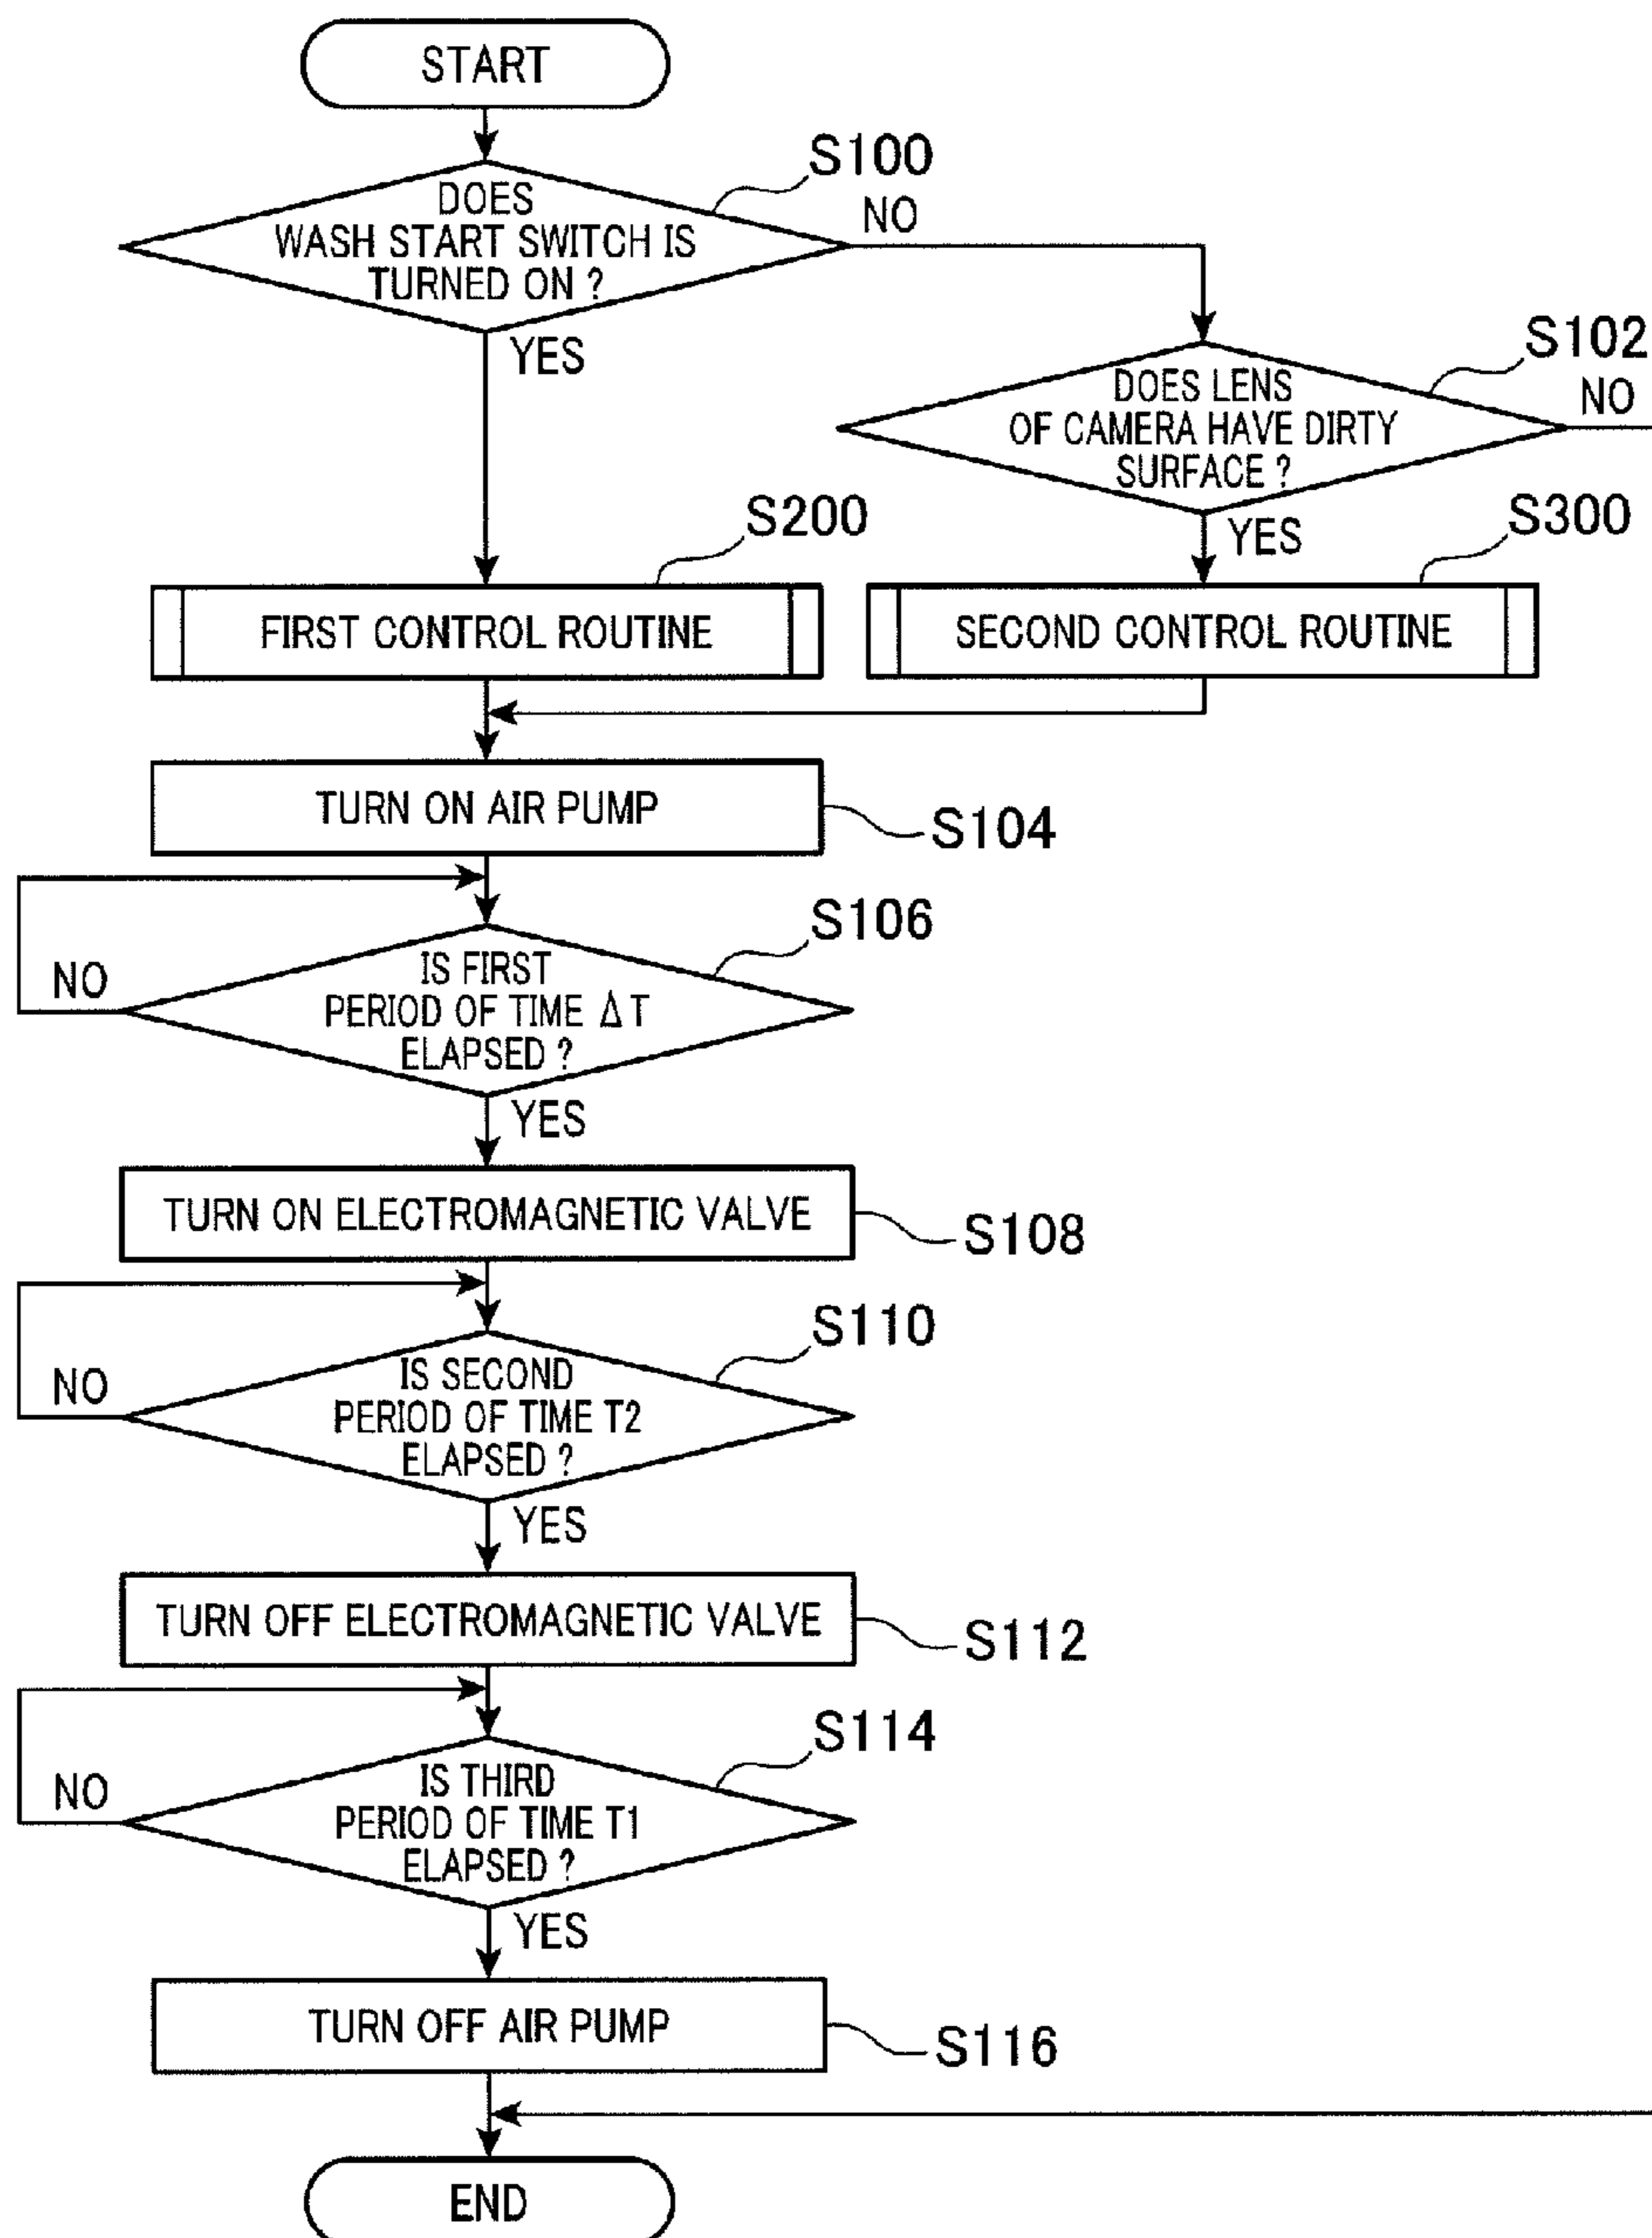 START
S100
DOES
WASH START SWITCH IS
TURNED ON ?
NO
YES
S102
DOES LENS
OF CAMERA HAVE DIRTY
SURFACE ?
NO
YES
S200
FIRST CONTROL ROUTINE
S300
SECOND CONTROL ROUTINE
TURN ON AIR PUMP
S104
S106
IS FIRST
PERIOD OF TIME ΔT
ELAPSED ?
NO
YES
TURN ON ELECTROMAGNETIC VALVE
S108
S110
IS SECOND
PERIOD OF TIME T2
ELAPSED ?
NO
YES
TURN OFF ELECTROMAGNETIC VALVE
S112
S114
IS THIRD
PERIOD OF TIME T1
ELAPSED ?
NO
YES
TURN OFF AIR PUMP
S116
END